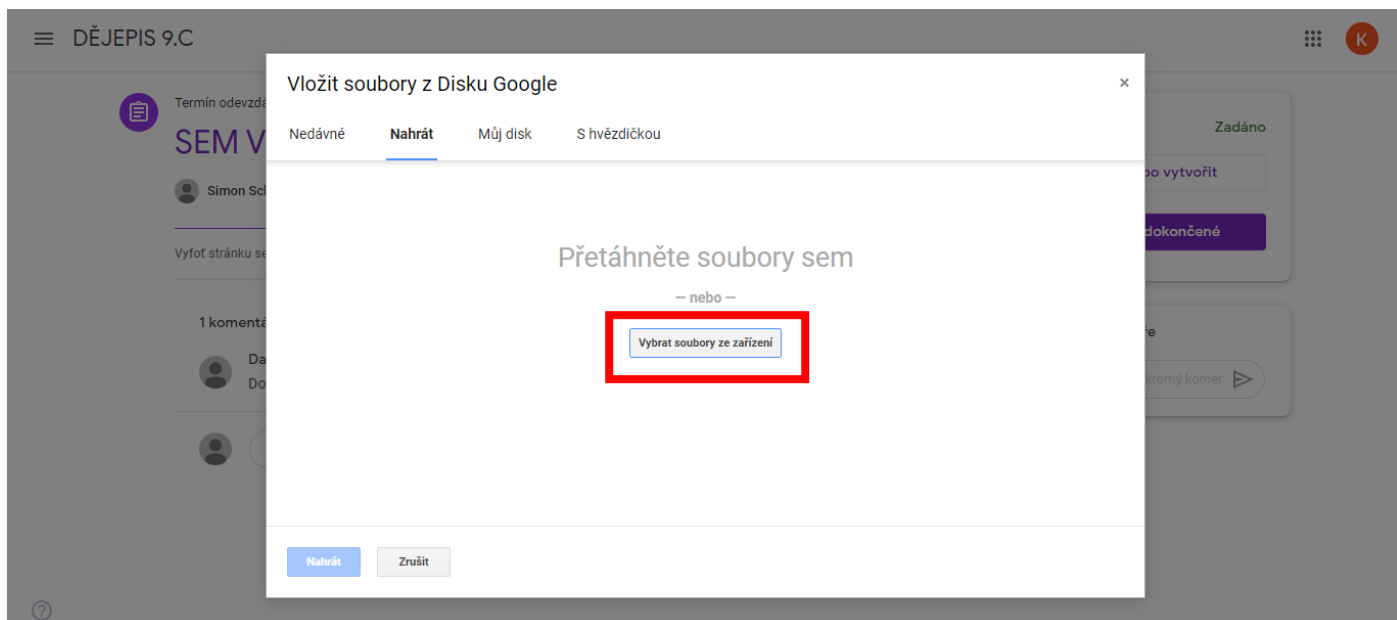 DĚJEPIS 9.C
K
Vložit soubory z Disku Google
×
Nedávné Nahrát Můj disk S hvězdičkou
Termín odevzda
SEM V
Simon Sch
Vyfoť stránku se
Zadáno
bo vytvořit
dokončené
Přetáhněte soubory sem
— nebo —
Vybrat soubory ze zařízení
1 komentá
Da
Do
ře
kromý komer
Nahrát Zrušit
?